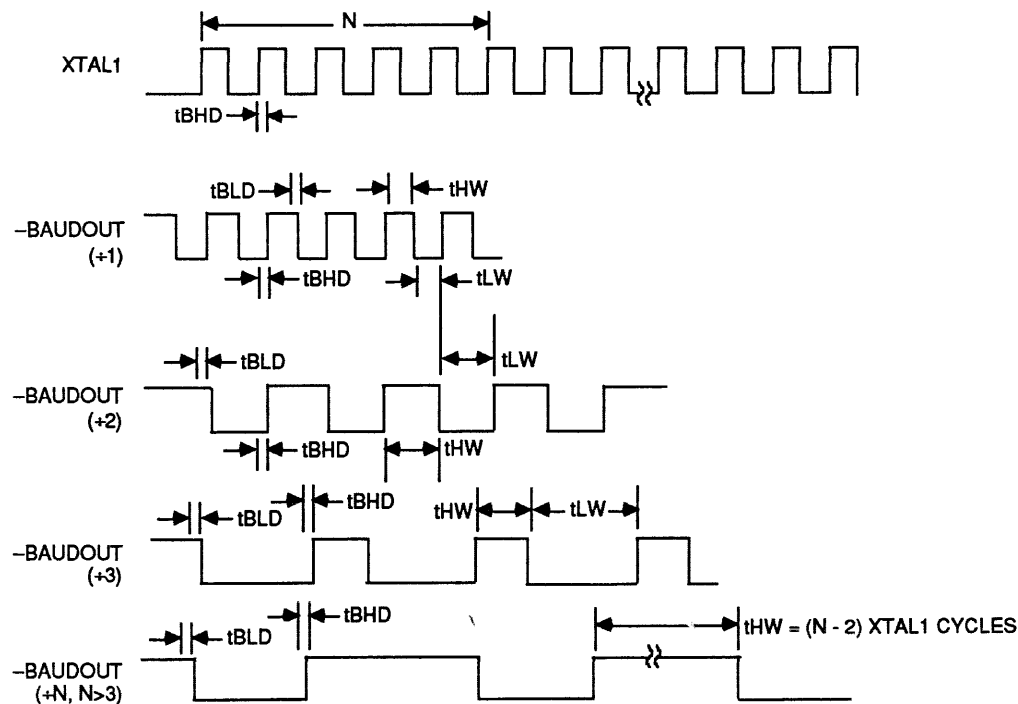 N
XTAL1
tBHD
tBLD
tHW
–BAUDOUT
(÷1)
tBHD
tLW
tBLD
tLW
–BAUDOUT
(÷2)
tBHD
tHW
tBHD
tBLD
tHW
tLW
–BAUDOUT
(÷3)
tBHD
tBLD
tHW = (N - 2) XTAL1 CYCLES
–BAUDOUT
(÷N, N>3)